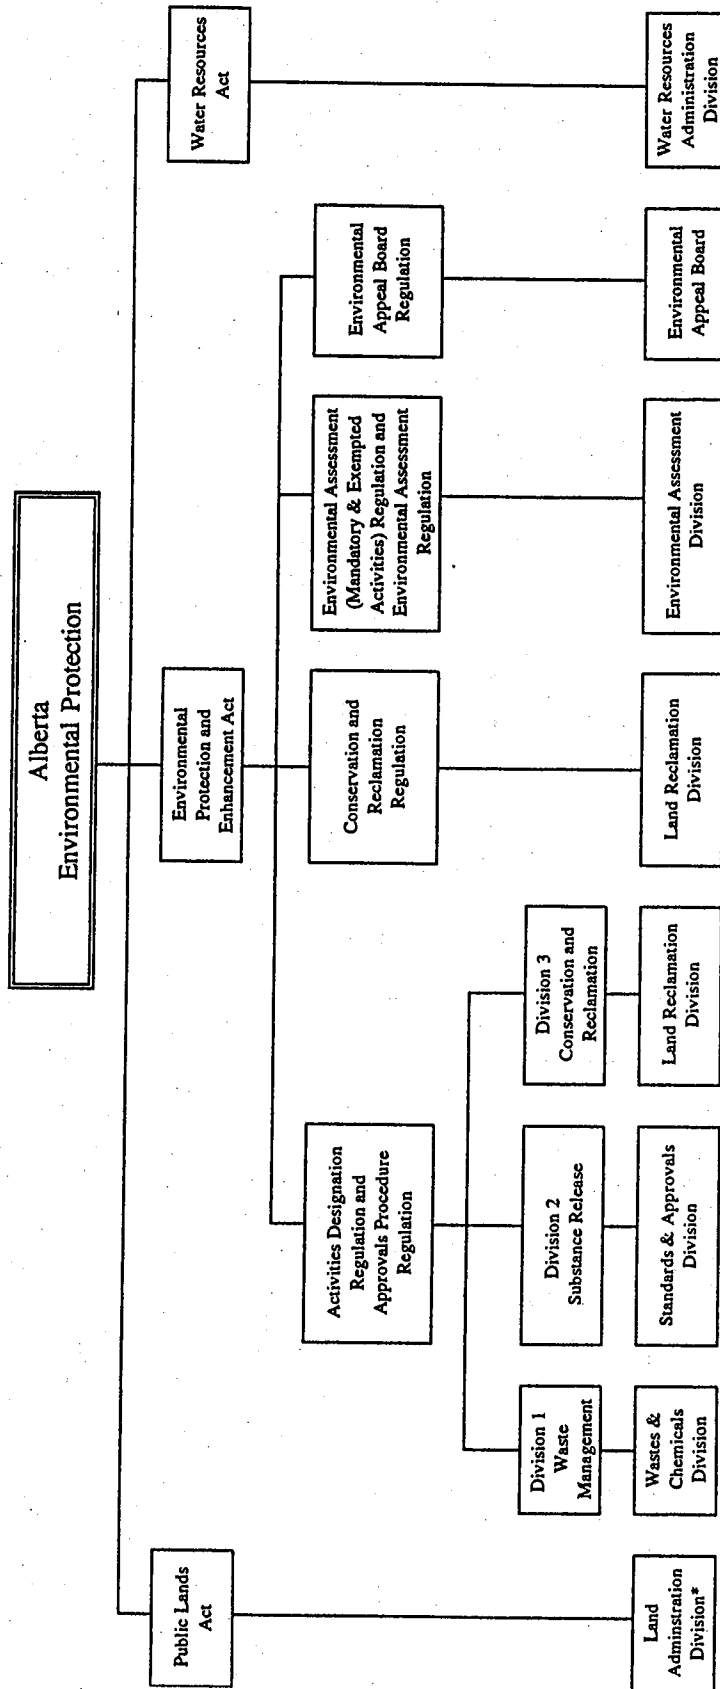 Alberta
Environmental Protection
Public Lands
Act
Environmental
Protection and
Enhancement Act
Water Resources
Act
Activities Designation
Regulation and
Approvals Procedure
Regulation
Conservation and
Reclamation
Regulation
Environmental Assessment
(Mandatory & Exempted
Activities) Regulation and
Environmental Assessment
Regulation
Environmental
Appeal Board
Regulation
Division 1
Waste
Management
Division 2
Substance Release
Division 3
Conservation and
Reclamation
Land
Adminstration
Division*
Wastes &
Chemicals
Division
Standards & Approvals
Division
Land Reclamation
Division
Land Reclamation
Division
Environmental Assessment
Division
Environmental
Appeal Board
Water Resources
Administration
Division